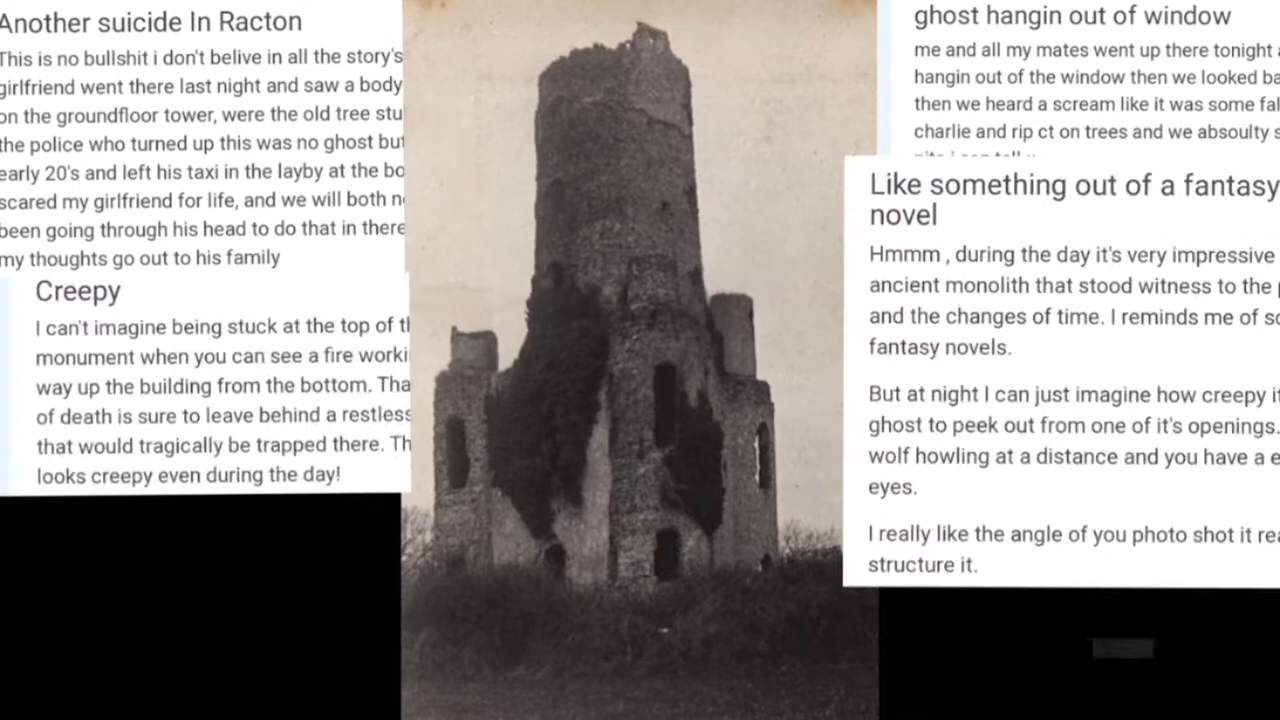 Another suicide In Racton
This is no bullshit i don't belive in all the story's
girlfriend went there last night and saw a body
on the groundfloor tower, were the old tree stu
the police who turned up this was no ghost but
early 20's and left his taxi in the layby at the bo
scared my girlfriend for life, and we will both n
been going through his head to do that in there
my thoughts go out to his family
Creepy
I can't imagine being stuck at the top of th
monument when you can see a fire worki
way up the building from the bottom. Tha
of death is sure to leave behind a restless
that would tragically be trapped there. Th
looks creepy even during the day!
ghost hangin out of window
me and all my mates went up there tonight a
hangin out of the window then we looked ba
then we heard a scream like it was some fal
charlie and rip ct on trees and we absoulty s
Like something out of a fantasy
novel
Hmmm , during the day it's very impressive
ancient monolith that stood witness to the p
and the changes of time. I reminds me of so
fantasy novels.
But at night I can just imagine how creepy it
ghost to peek out from one of it's openings.
wolf howling at a distance and you have a e
eyes.
I really like the angle of you photo shot it rea
structure it.